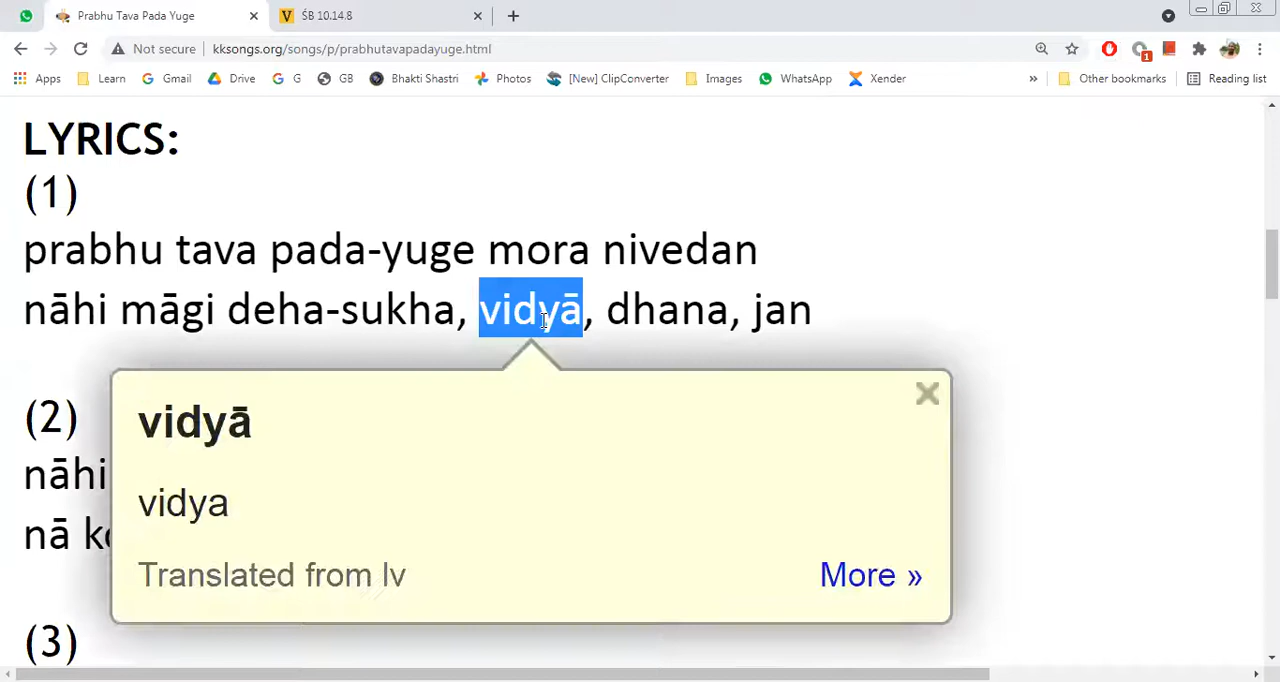 Prabhu Tava Pada Yuge
V ŚB 10.14.8
Not secure kksongs.org/songs/p/prabhutavapadayuge.html
Apps Learn Gmail Drive G GB Bhakti Shastri Photos [New] ClipConverter Images WhatsApp Xender » Other bookmarks Reading list
LYRICS:
(1)
prabhu tava pada-yuge mora nivedan
nāhi māgi deha-sukha, vidyā, dhana, jan
vidyā
(2)
nāhi
vidya
nā
Translated from lv More »
(3)